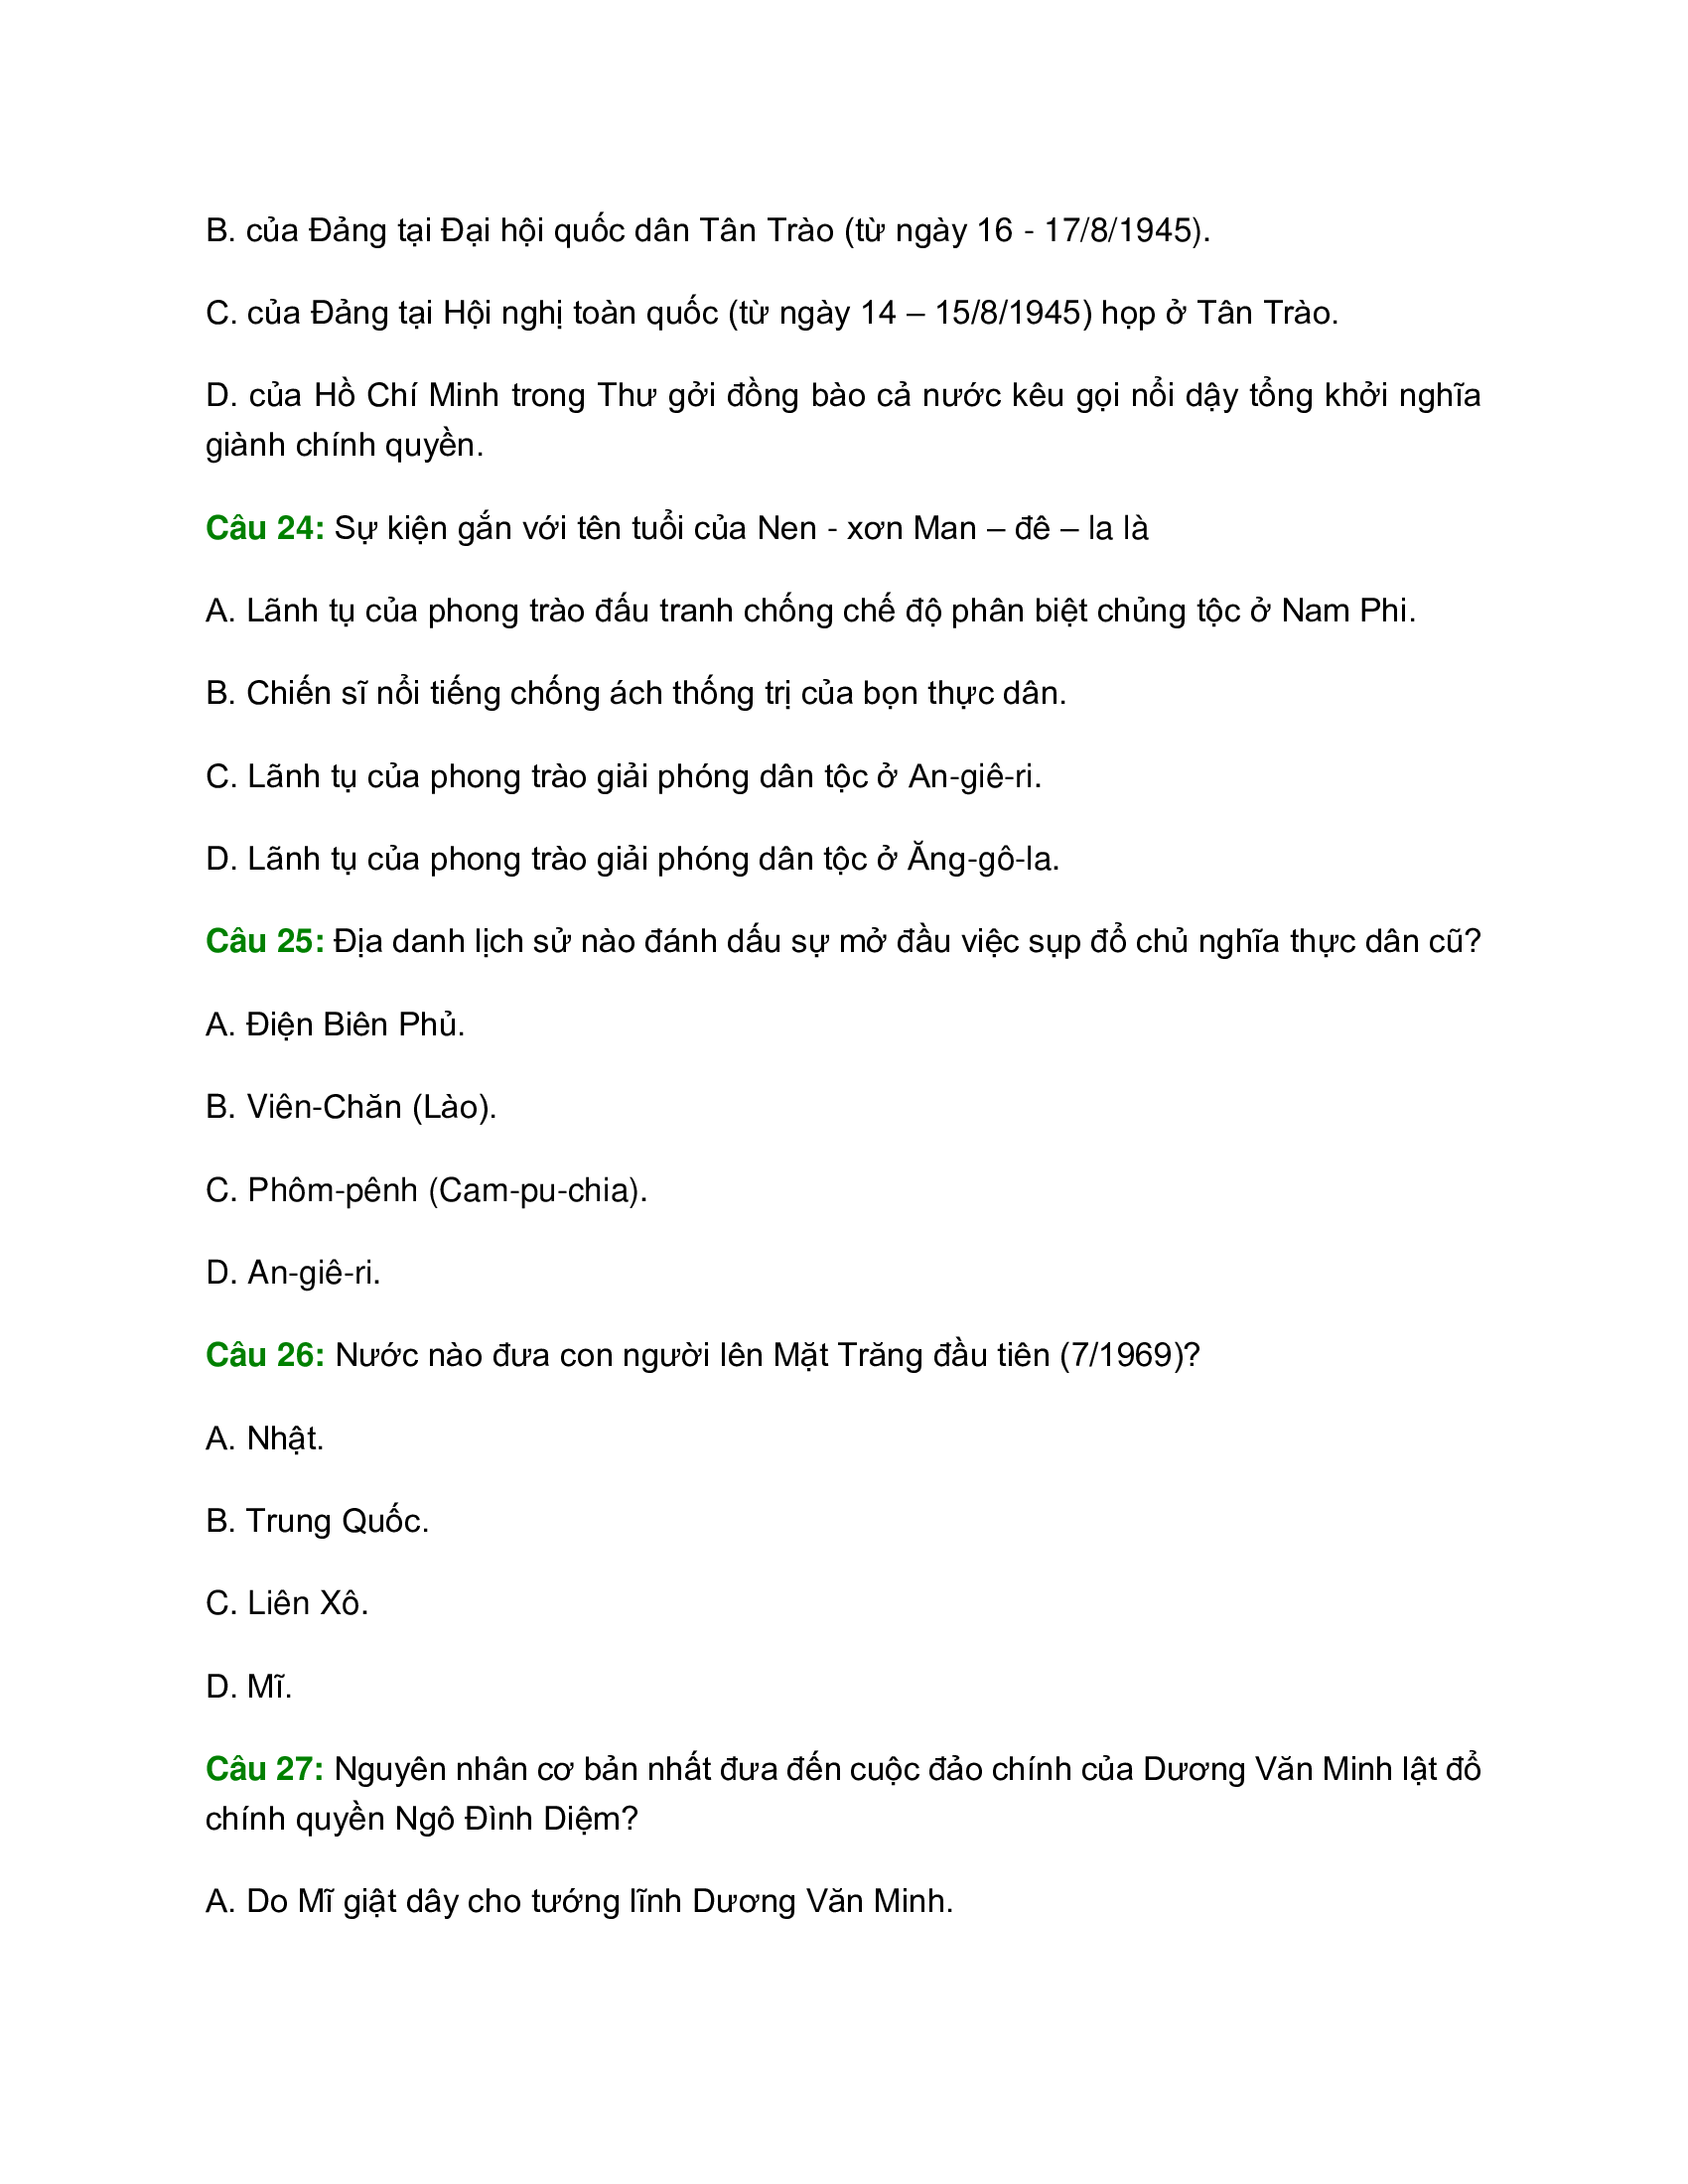 B. của Đảng tại Đại hội quốc dân Tân Trào (từ ngày 16 - 17/8/1945).
C. của Đảng tại Hội nghị toàn quốc (từ ngày 14 – 15/8/1945) họp ở Tân Trào.
D. của Hồ Chí Minh trong Thư gởi đồng bào cả nước kêu gọi nổi dậy tổng khởi nghĩa
giành chính quyền.
Câu 24: Sự kiện gắn với tên tuổi của Nen - xơn Man – đê – la là
A. Lãnh tụ của phong trào đấu tranh chống chế độ phân biệt chủng tộc ở Nam Phi.
B. Chiến sĩ nổi tiếng chống ách thống trị của bọn thực dân.
C. Lãnh tụ của phong trào giải phóng dân tộc ở An-giê-ri.
D. Lãnh tụ của phong trào giải phóng dân tộc ở Ăng-gô-la.
Câu 25: Địa danh lịch sử nào đánh dấu sự mở đầu việc sụp đổ chủ nghĩa thực dân cũ?
A. Điện Biên Phủ.
B. Viên-Chăn (Lào).
C. Phôm-pênh (Cam-pu-chia).
D. An-giê-ri.
Câu 26: Nước nào đưa con người lên Mặt Trăng đầu tiên (7/1969)?
A. Nhật.
B. Trung Quốc.
C. Liên Xô.
D. Mĩ.
Câu 27: Nguyên nhân cơ bản nhất đưa đến cuộc đảo chính của Dương Văn Minh lật đổ
chính quyền Ngô Đình Diệm?
A. Do Mĩ giật dây cho tướng lĩnh Dương Văn Minh.